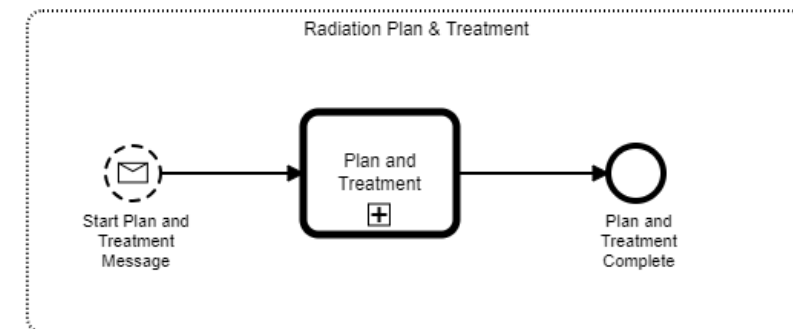 Radiation Plan & Treatment
Plan and
Treatment
Start Plan and
Treatment
Message
Plan and
Treatment
Complete